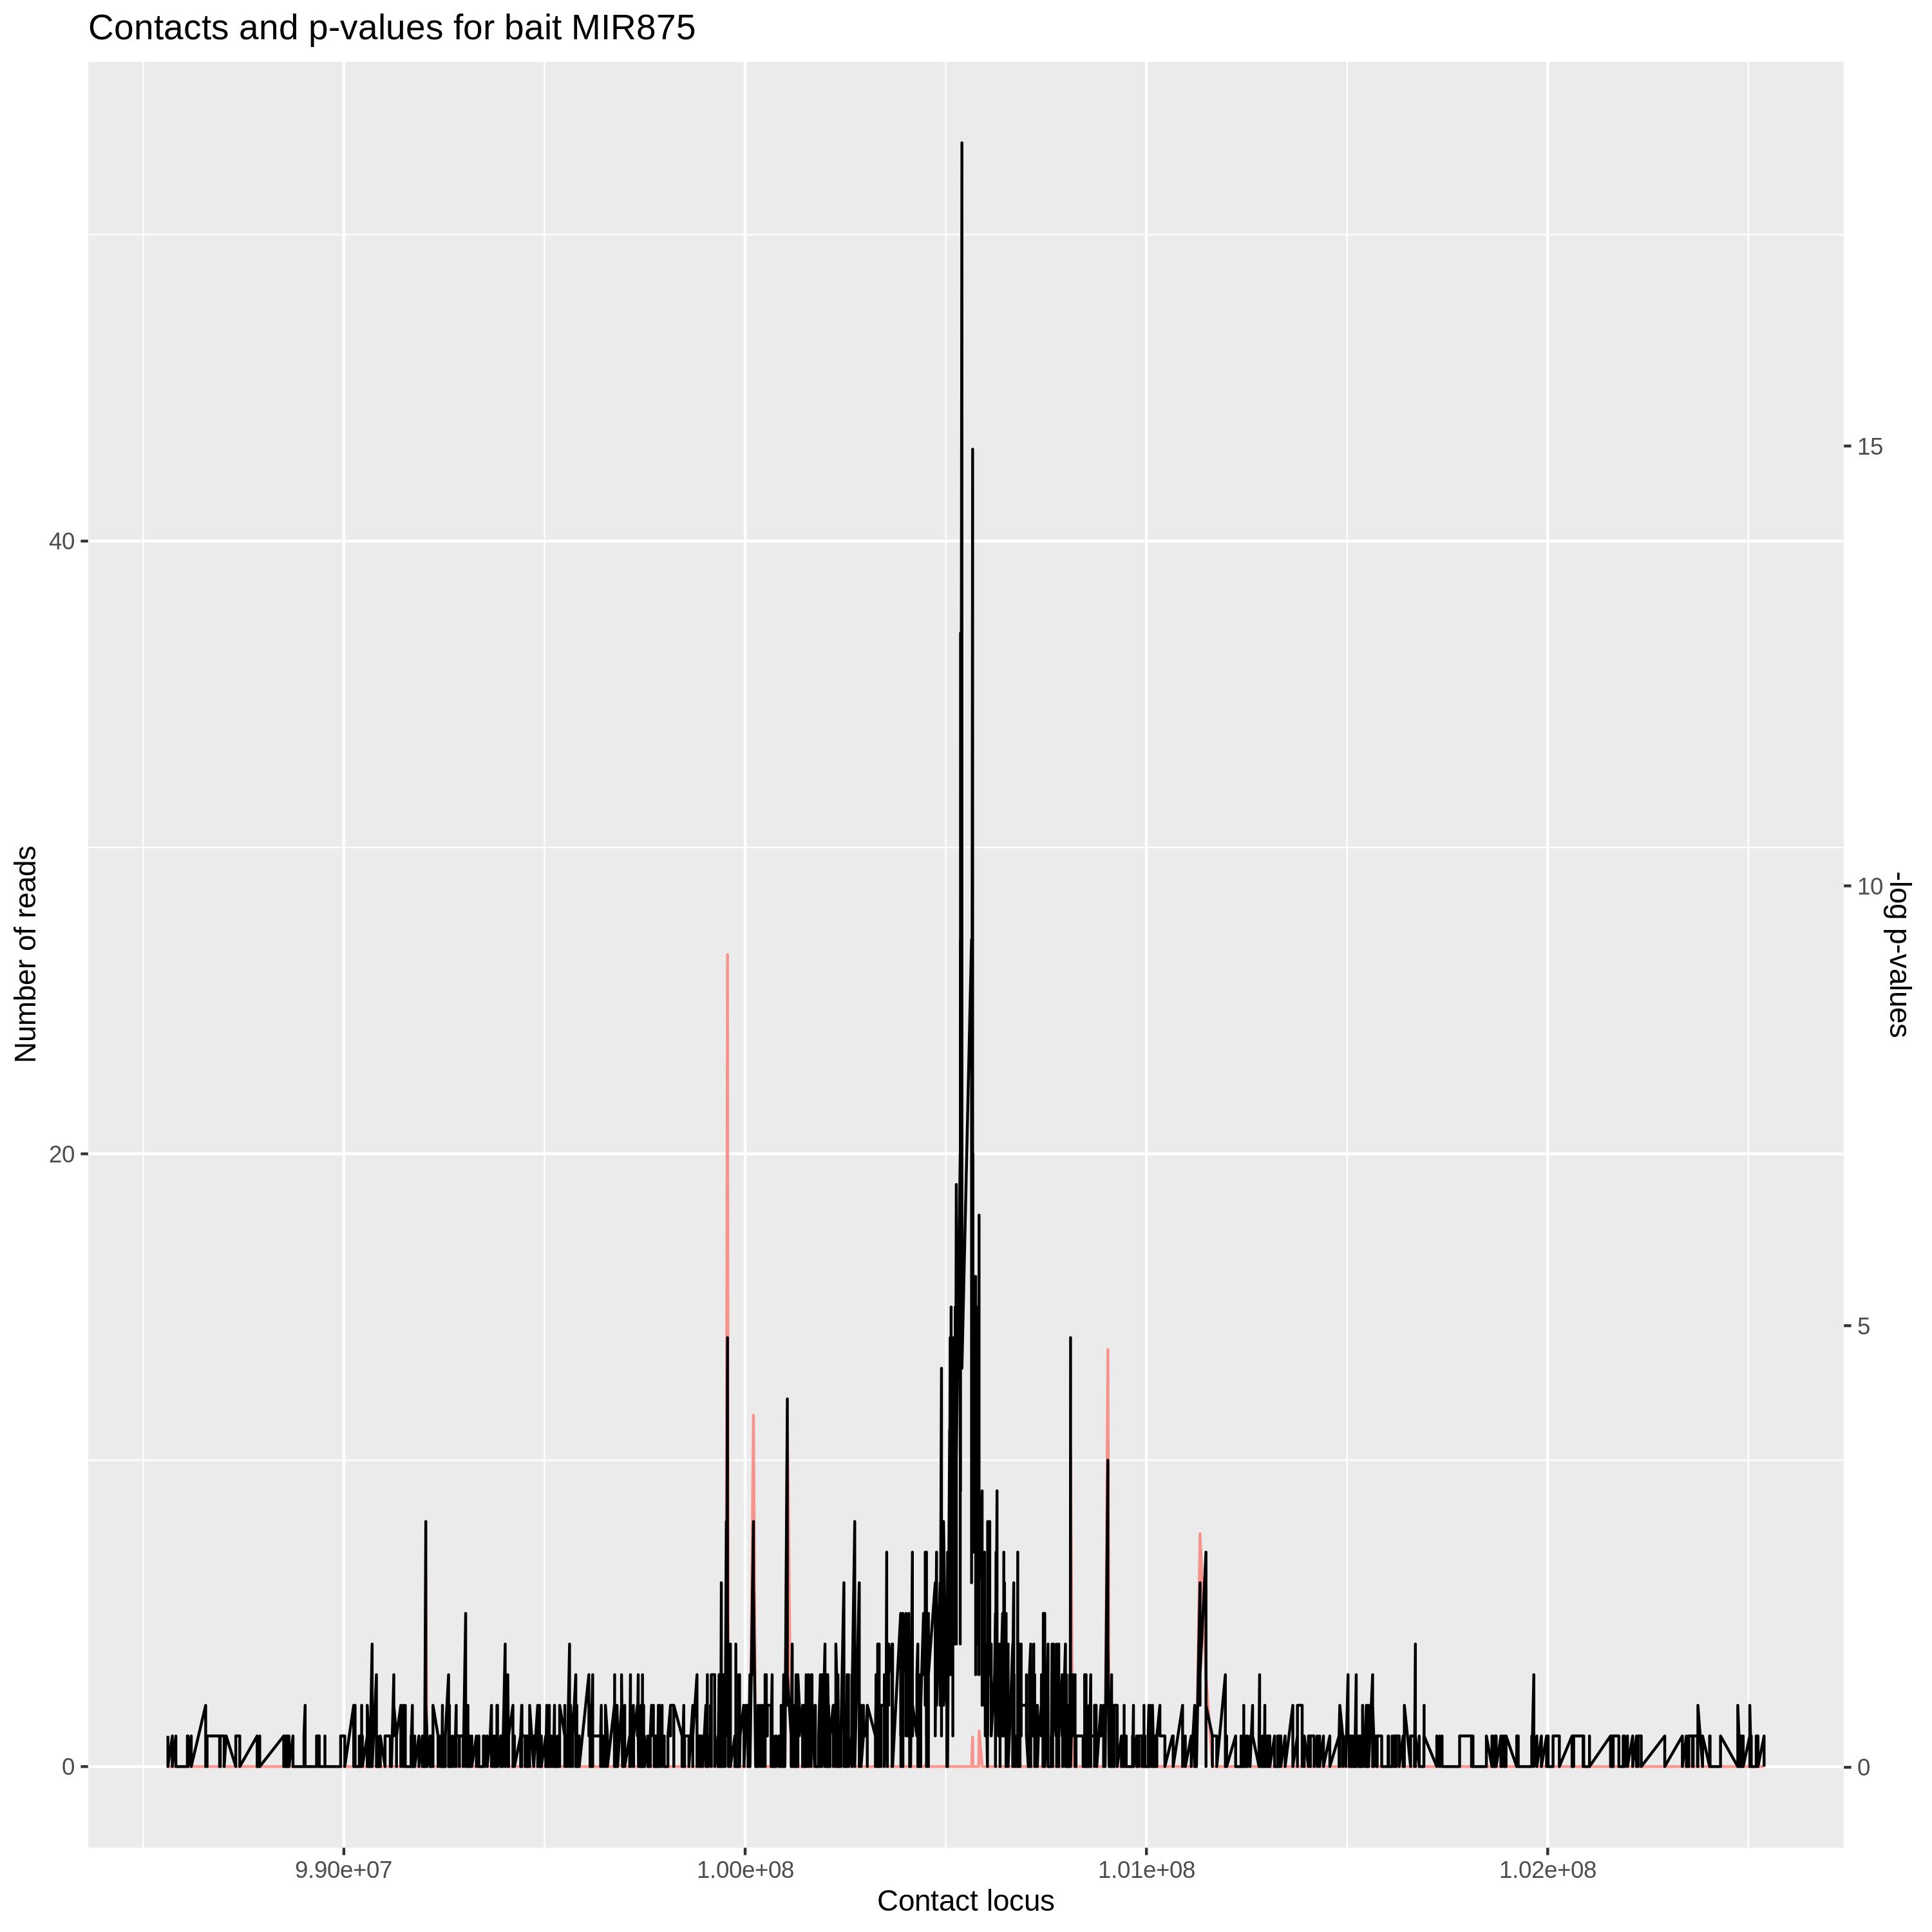 Contacts and p-values for bait MIR875
Number of reads
40
20
0
15
10
5
0
-log p-values
9.90e+07
1.00e+08
1.01e+08
1.02e+08
Contact locus